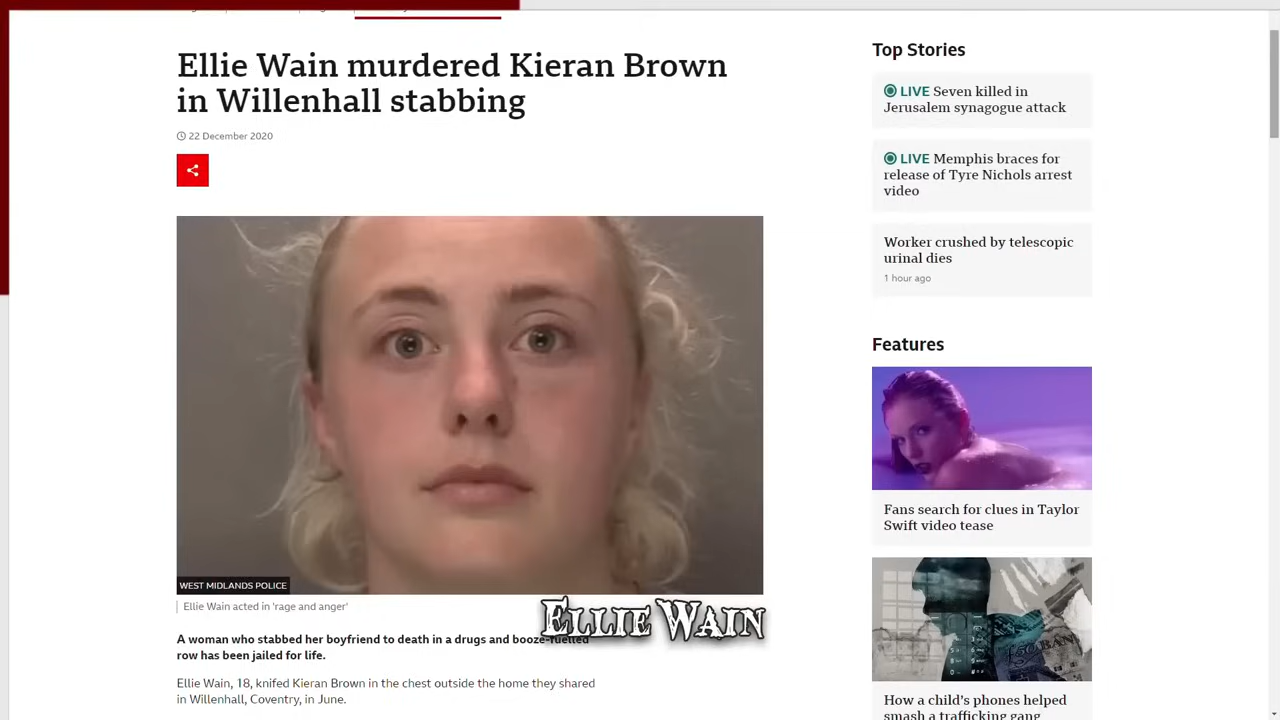 Ellie Wain murdered Kieran Brown
in Willenhall stabbing
22 December 2020
WEST MIDLANDS POLICE
Ellie Wain acted in 'rage and anger'
ELLIE WAIN
A woman who stabbed her boyfriend to death in a drugs and booze-fuelled
row has been jailed for life.
Ellie Wain, 18, knifed Kieran Brown in the chest outside the home they shared
in Willenhall, Coventry, in June.
Top Stories
LIVE Seven killed in
Jerusalem synagogue attack
LIVE Memphis braces for
release of Tyre Nichols arrest
video
Worker crushed by telescopic
urinal dies
1 hour ago
Features
Fans search for clues in Taylor
Swift video tease
How a child's phones helped
smash a trafficking gang